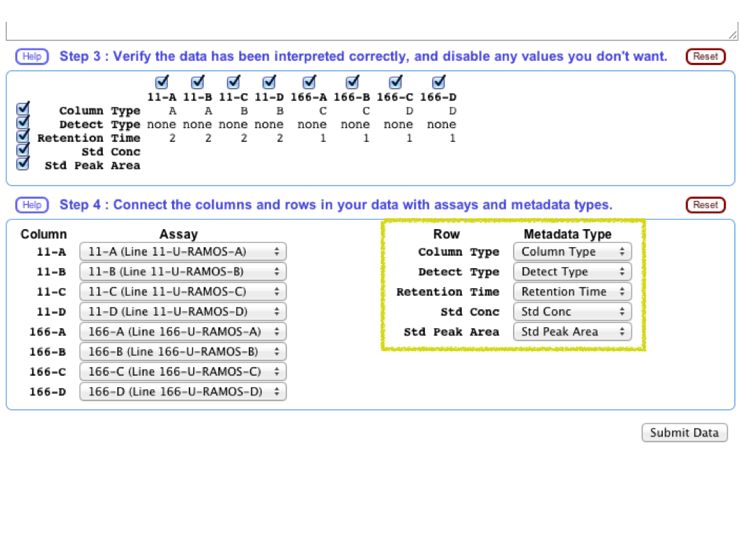 Help Step 3 : Verify the data has been interpreted correctly, and disable any values you don't want. Reset
11-A 11-B 11-C 11-D 166-A 166-B 166-C 166-D
Column Type A A B B C C D D
Detect Type none none none none none none none none
Retention Time 2 2 2 2 1 1 1 1
Std Conc
Std Peak Area
Help Step 4 : Connect the columns and rows in your data with assays and metadata types. Reset
Column Assay Row Metadata Type
11-A 11-A (Line 11-U-RAMOS-A) Column Type Column Type
11-B 11-B (Line 11-U-RAMOS-B) Detect Type Detect Type
11-C 11-C (Line 11-U-RAMOS-C) Retention Time Retention Time
11-D 11-D (Line 11-U-RAMOS-D) Std Conc Std Conc
166-A 166-A (Line 166-U-RAMOS-A) Std Peak Area Std Peak Area
166-B 166-B (Line 166-U-RAMOS-B)
166-C 166-C (Line 166-U-RAMOS-C)
166-D 166-D (Line 166-U-RAMOS-D)
Submit Data